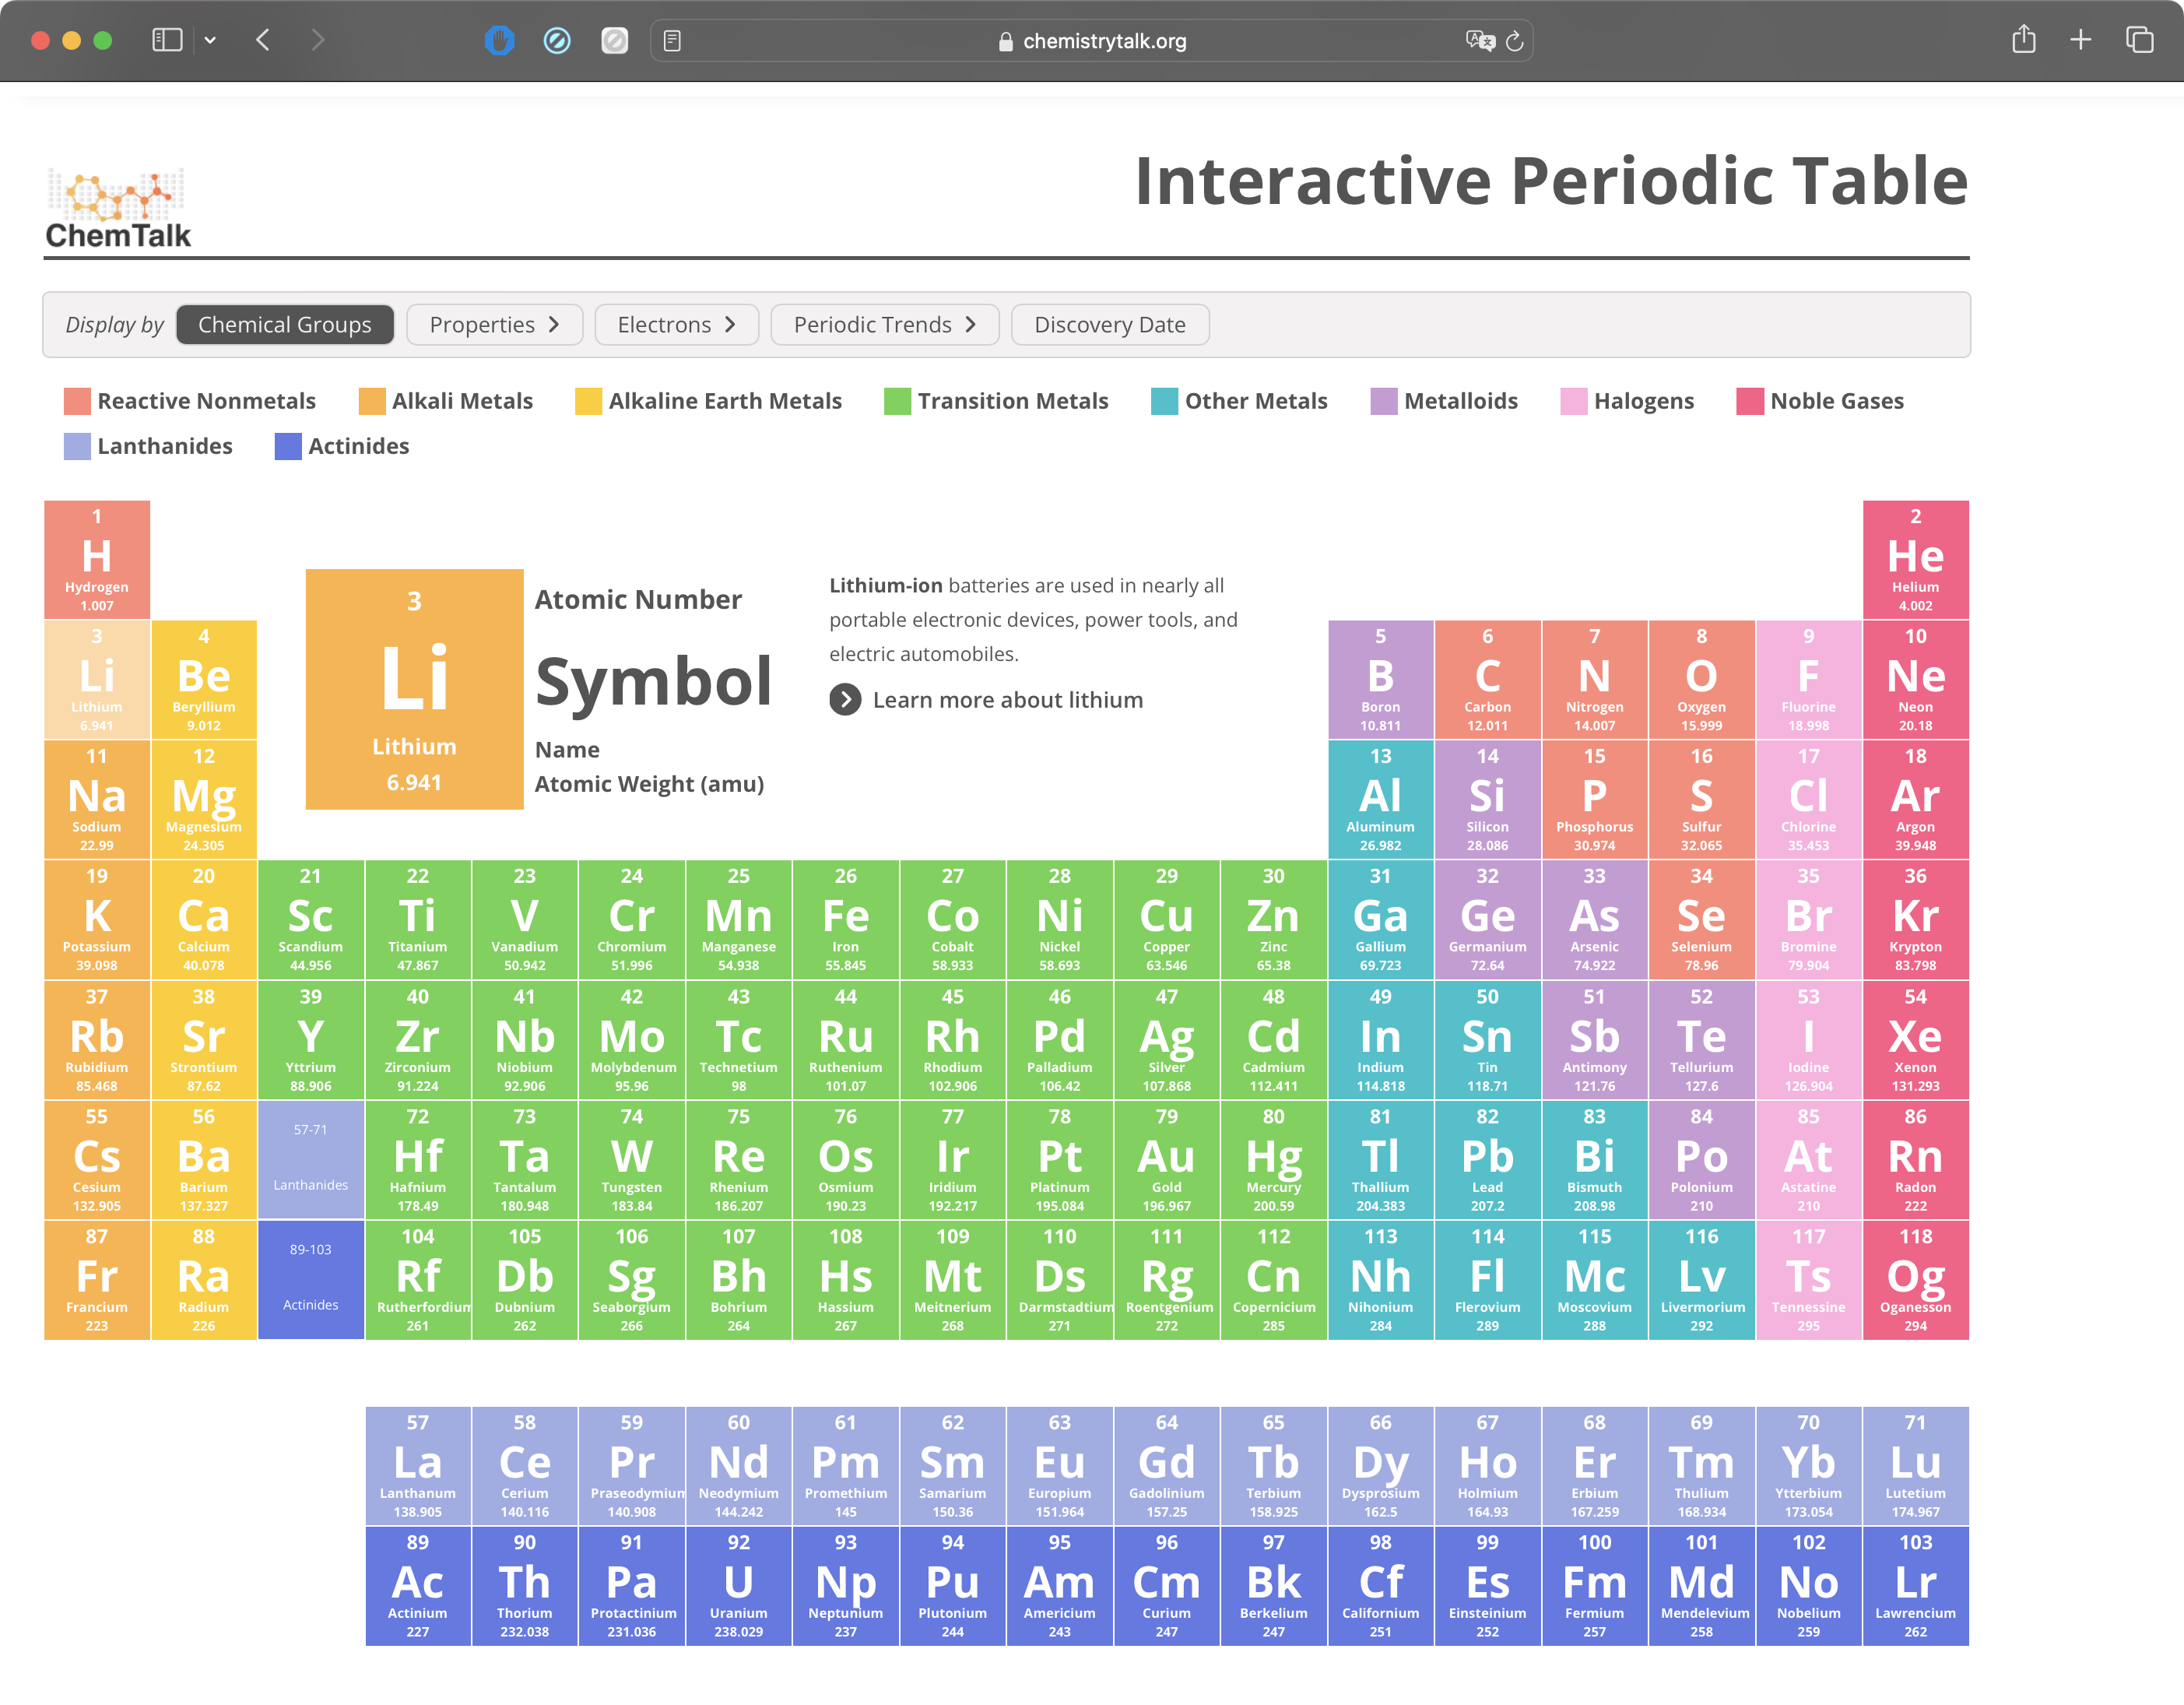 chemistrytalk.org
ChemTalk
Interactive Periodic Table
Display by Chemical Groups Properties Electrons Periodic Trends Discovery Date
Reactive Nonmetals Alkali Metals Alkaline Earth Metals Transition Metals Other Metals Metalloids Halogens Noble Gases
Lanthanides Actinides
1 2
H He
Hydrogen Helium
1.007 4.002
3 Atomic Number
Li Symbol
Lithium Name
6.941 Atomic Weight (amu)
Lithium-ion batteries are used in nearly all
portable electronic devices, power tools, and
electric automobiles.
Learn more about lithium
3 4 5 6 7 8 9 10
Li Be B C N O F Ne
Lithium Beryllium Boron Carbon Nitrogen Oxygen Fluorine Neon
6.941 9.012 10.811 12.011 14.007 15.999 18.998 20.18
11 12 13 14 15 16 17 18
Na Mg Al Si P S Cl Ar
Sodium Magnesium Aluminum Silicon Phosphorus Sulfur Chlorine Argon
22.99 24.305 26.982 28.086 30.974 32.065 35.453 39.948
19 20 21 22 23 24 25 26 27 28 29 30 31 32 33 34 35 36
K Ca Sc Ti V Cr Mn Fe Co Ni Cu Zn Ga Ge As Se Br Kr
Potassium Calcium Scandium Titanium Vanadium Chromium Manganese Iron Cobalt Nickel Copper Zinc Gallium Germanium Arsenic Selenium Bromine Krypton
39.098 40.078 44.956 47.867 50.942 51.996 54.938 55.845 58.933 58.693 63.546 65.38 69.723 72.64 74.922 78.96 79.904 83.798
37 38 39 40 41 42 43 44 45 46 47 48 49 50 51 52 53 54
Rb Sr Y Zr Nb Mo Tc Ru Rh Pd Ag Cd In Sn Sb Te I Xe
Rubidium Strontium Yttrium Zirconium Niobium Molybdenum Technetium Ruthenium Rhodium Palladium Silver Cadmium Indium Tin Antimony Tellurium Iodine Xenon
85.468 87.62 88.906 91.224 92.906 95.96 98 101.07 102.906 106.42 107.868 112.411 114.818 118.71 121.76 127.6 126.904 131.293
55 56 57-71 72 73 74 75 76 77 78 79 80 81 82 83 84 85 86
Cs Ba Hf Ta W Re Os Ir Pt Au Hg Tl Pb Bi Po At Rn
Cesium Barium Lanthanides Hafnium Tantalum Tungsten Rhenium Osmium Iridium Platinum Gold Mercury Thallium Lead Bismuth Polonium Astatine Radon
132.905 137.327 178.49 180.948 183.84 186.207 190.23 192.217 195.084 196.967 200.59 204.383 207.2 208.98 210 210 222
87 88 89-103 104 105 106 107 108 109 110 111 112 113 114 115 116 117 118
Fr Ra Rf Db Sg Bh Hs Mt Ds Rg Cn Nh Fl Mc Lv Ts Og
Francium Radium Actinides Rutherfordium Dubnium Seaborgium Bohrium Hassium Meitnerium Darmstadtium Roentgenium Copernicium Nihonium Flerovium Moscovium Livermorium Tennessine Oganesson
223 226 261 262 266 264 267 268 271 272 285 284 289 288 292 295 294
57 58 59 60 61 62 63 64 65 66 67 68 69 70 71
La Ce Pr Nd Pm Sm Eu Gd Tb Dy Ho Er Tm Yb Lu
Lanthanum Cerium Praseodymium Neodymium Promethium Samarium Europium Gadolinium Terbium Dysprosium Holmium Erbium Thulium Ytterbium Lutetium
138.905 140.116 140.908 144.242 145 150.36 151.964 157.25 158.925 162.5 164.93 167.259 168.934 173.054 174.967
89 90 91 92 93 94 95 96 97 98 99 100 101 102 103
Ac Th Pa U Np Pu Am Cm Bk Cf Es Fm Md No Lr
Actinium Thorium Protactinium Uranium Neptunium Plutonium Americium Curium Berkelium Californium Einsteinium Fermium Mendelevium Nobelium Lawrencium
227 232.038 231.036 238.029 237 244 243 247 247 251 252 257 258 259 262